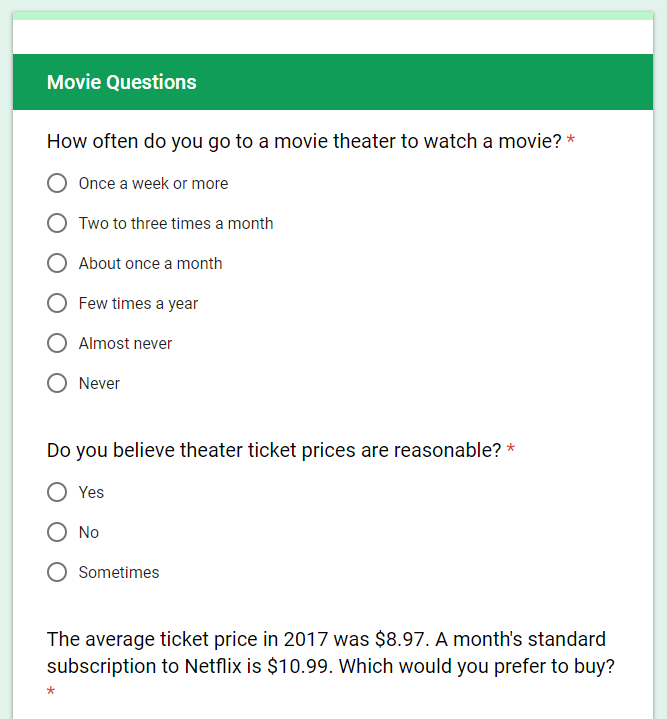 Movie Questions
How often do you go to a movie theater to watch a movie? *
Once a week or more
Two to three times a month
About once a month
Few times a year
Almost never
Never
Do you believe theater ticket prices are reasonable? *
Yes
No
Sometimes
The average ticket price in 2017 was $8.97. A month's standard
subscription to Netflix is $10.99. Which would you prefer to buy?
*